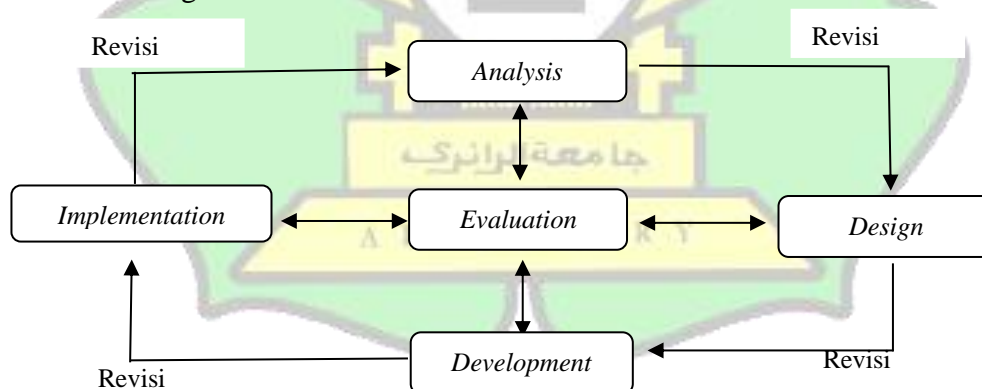 Revisi
Revisi
Analysis
جامعة الرانري
Implementation
Evaluation
Design
Development
Revisi
Revisi